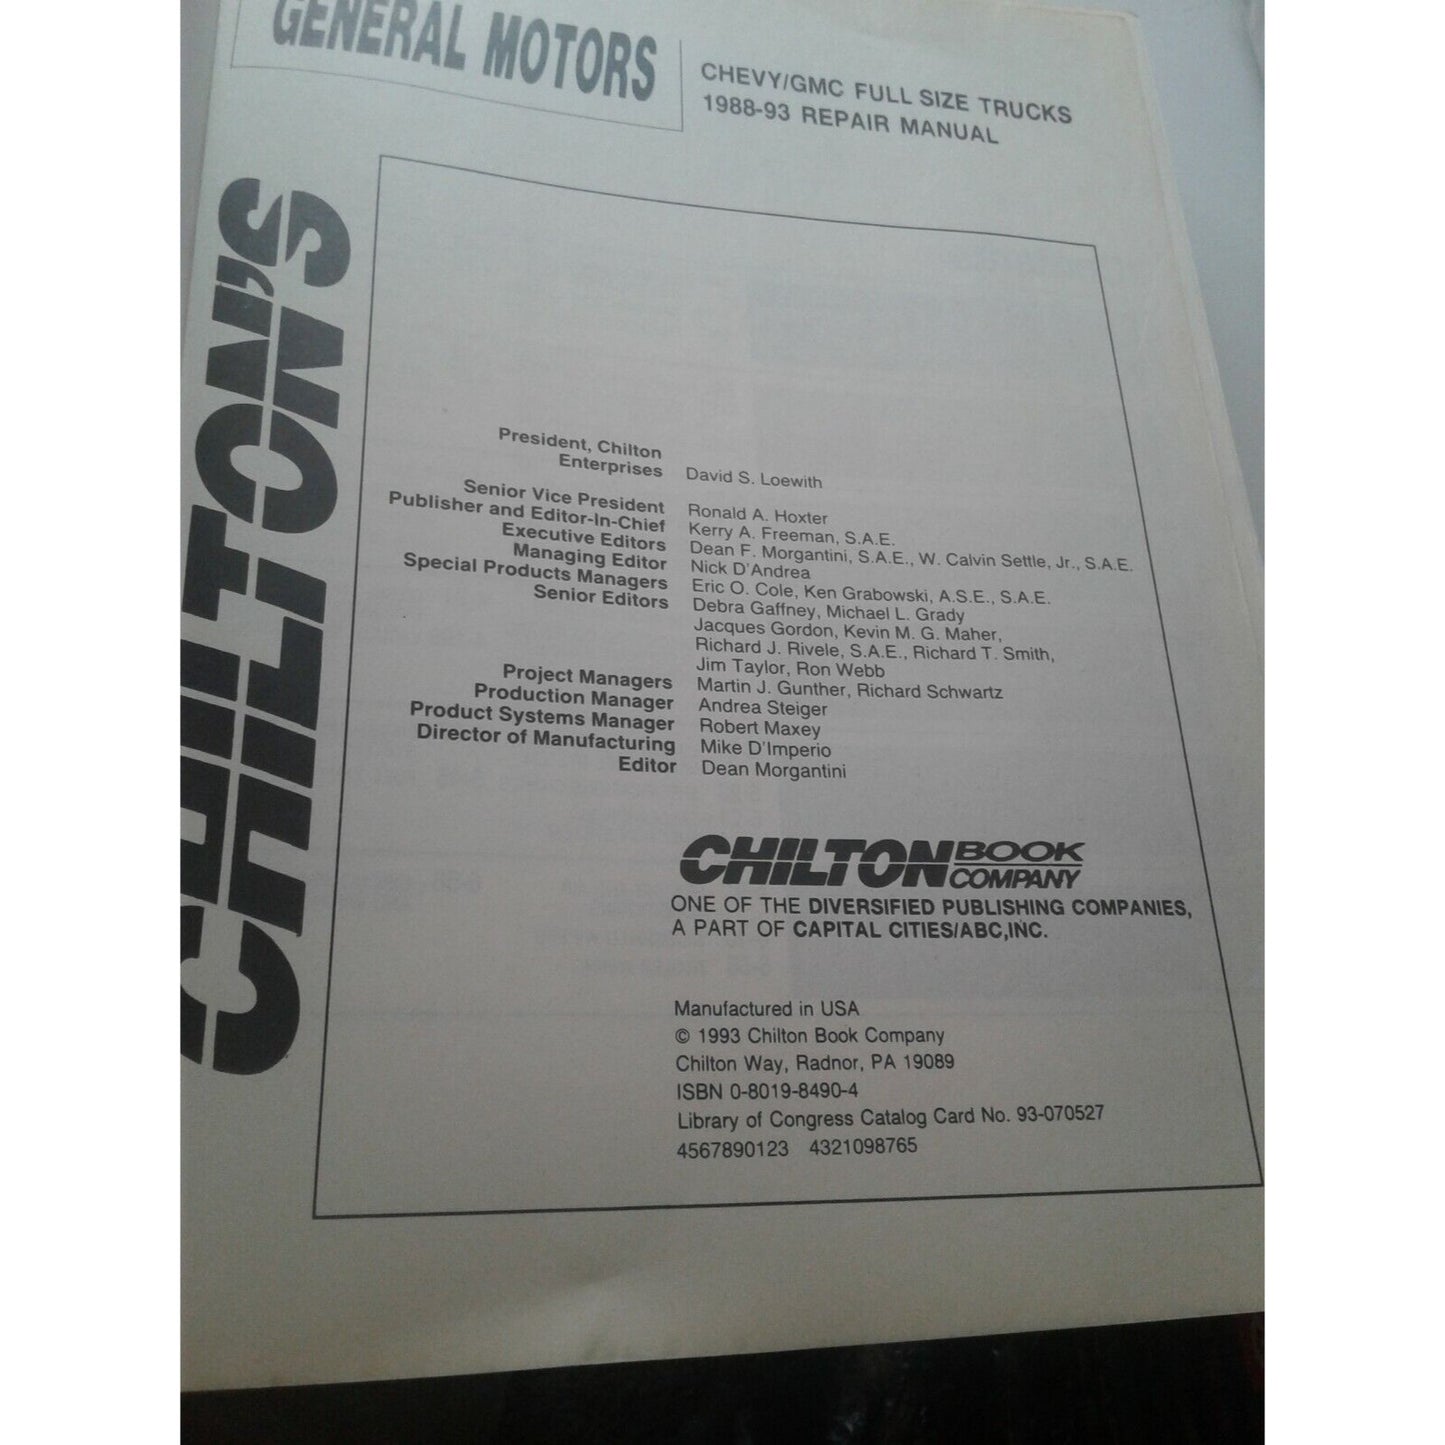 GENERAL MOTORS
CHEVY/GMC FULL SIZE TRUCKS
1988-93 REPAIR MANUAL
CHILTON'S
President, Chilton
Enterprises David S. Loewith
Senior Vice President Ronald A. Hoxter
Publisher and Editor-In-Chief Kerry A. Freeman, S.A.E.
Executive Editors Dean F. Morgantini, S.A.E., W. Calvin Settle, Jr., S.A.E.
Managing Editor Nick D'Andrea
Special Products Managers Eric O. Cole, Ken Grabowski, A.S.E., S.A.E.
Senior Editors Debra Gaffney, Michael L. Grady
Jacques Gordon, Kevin M. G. Maher,
Richard J. Rivele, S.A.E., Richard T. Smith,
Jim Taylor, Ron Webb
Project Managers Martin J. Gunther, Richard Schwartz
Production Manager Andrea Steiger
Product Systems Manager Robert Maxey
Director of Manufacturing Mike D'Imperio
Editor Dean Morgantini
CHILTON BOOK COMPANY
ONE OF THE DIVERSIFIED PUBLISHING COMPANIES,
A PART OF CAPITAL CITIES/ABC,INC.
Manufactured in USA
© 1993 Chilton Book Company
Chilton Way, Radnor, PA 19089
ISBN 0-8019-8490-4
Library of Congress Catalog Card No. 93-070527
4567890123 4321098765